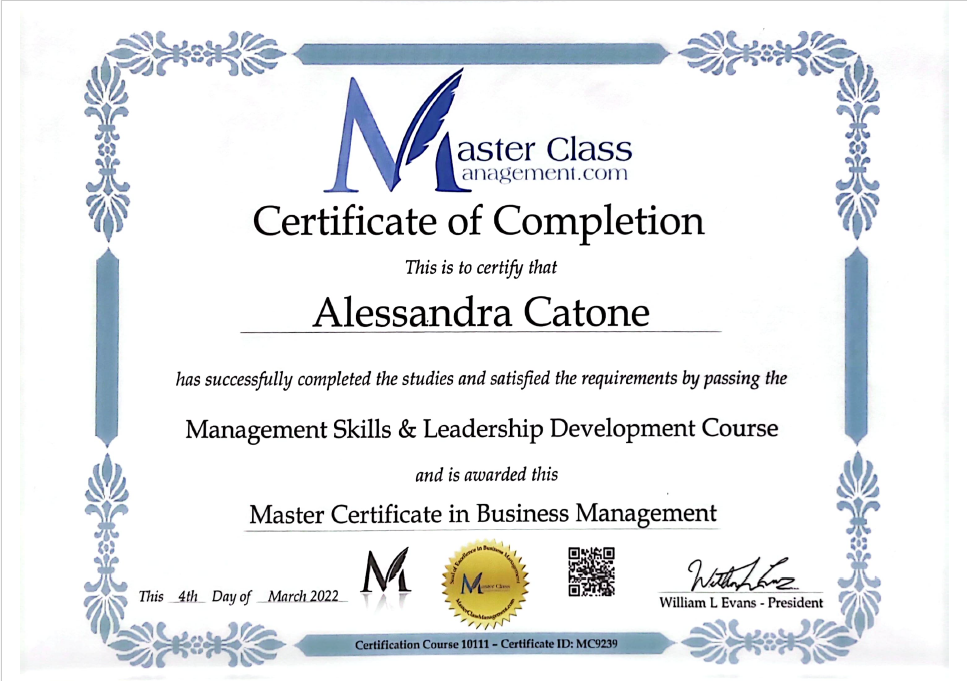 Master Class
Management.com
Certificate of Completion
This is to certify that
Alessandra Catone
has successfully completed the studies and satisfied the requirements by passing the
Management Skills & Leadership Development Course
and is awarded this
Master Certificate in Business Management
Seal of Excellence in Business Management
Master Class
MasterClassManagement.com
This 4th Day of March 2022
William L Evans - President
Certification Course 10111 – Certificate ID: MC9239